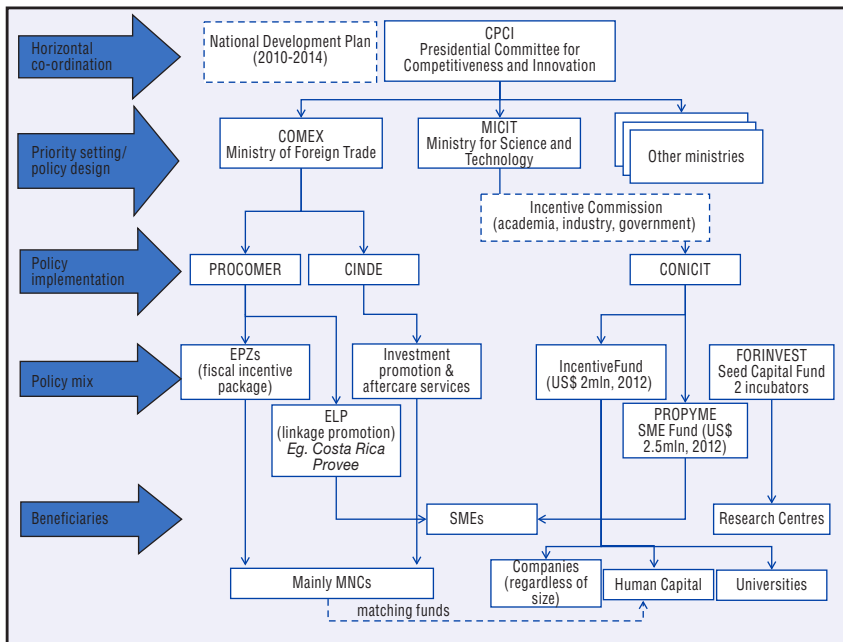 Horizontal
co-ordination
National Development Plan
(2010-2014)
CPCI
Presidential Committee for
Competitiveness and Innovation
Priority setting/
policy design
COMEX
Ministry of Foreign Trade
MICIT
Ministry for Science and
Technology
Other ministries
Incentive Commission
(academia, industry, government)
Policy
implementation
PROCOMER
CINDE
CONICIT
Policy mix
EPZs
(fiscal incentive
package)
Investment
promotion &
aftercare services
IncentiveFund
(US$ 2mln, 2012)
FORINVEST
Seed Capital Fund
2 incubators
ELP
(linkage promotion)
Eg. Costa Rica
Provee
PROPYME
SME Fund (US$
2.5mln, 2012)
Beneficiaries
SMEs
Research Centres
Mainly MNCs
Companies
(regardless of
size)
Human Capital
Universities
matching funds